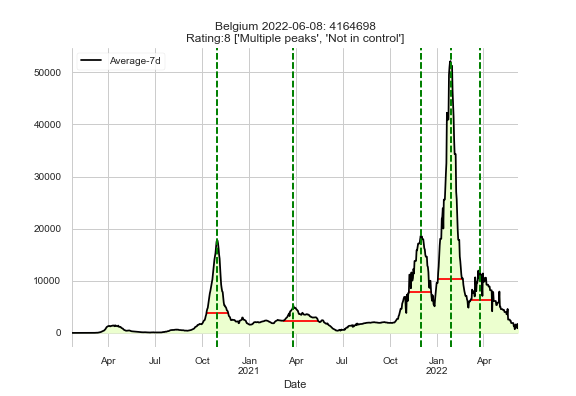 Belgium 2022-06-08: 4164698
Rating:8 ['Multiple peaks', 'Not in control']
Average-7d
50000
40000
30000
20000
10000
0
Apr Jul Oct Jan Apr Jul Oct Jan Apr
2021 2022
Date